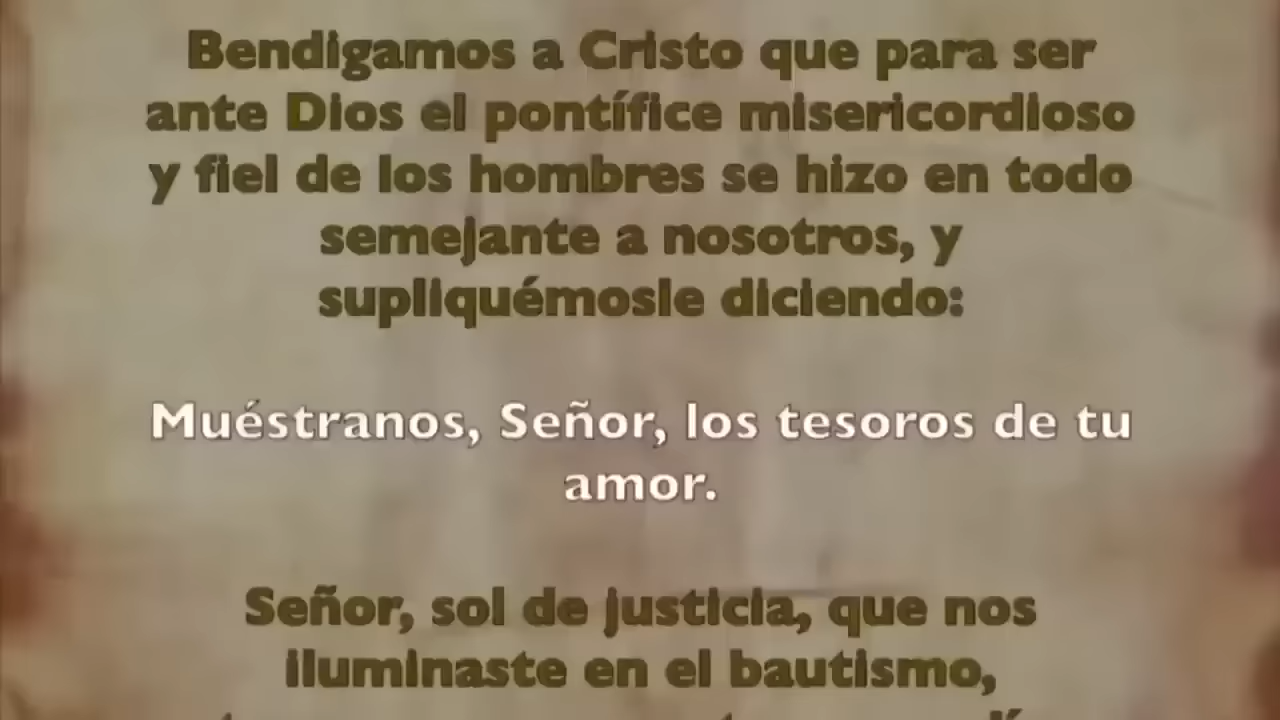 Bendigamos a Cristo que para ser
ante Dios el pontífice misericordioso
y fiel de los hombres se hizo en todo
semejante a nosotros, y
supliquémosle diciendo:
Muéstranos, Señor, los tesoros de tu
amor.
Señor, sol de justicia, que nos
iluminaste en el bautismo,